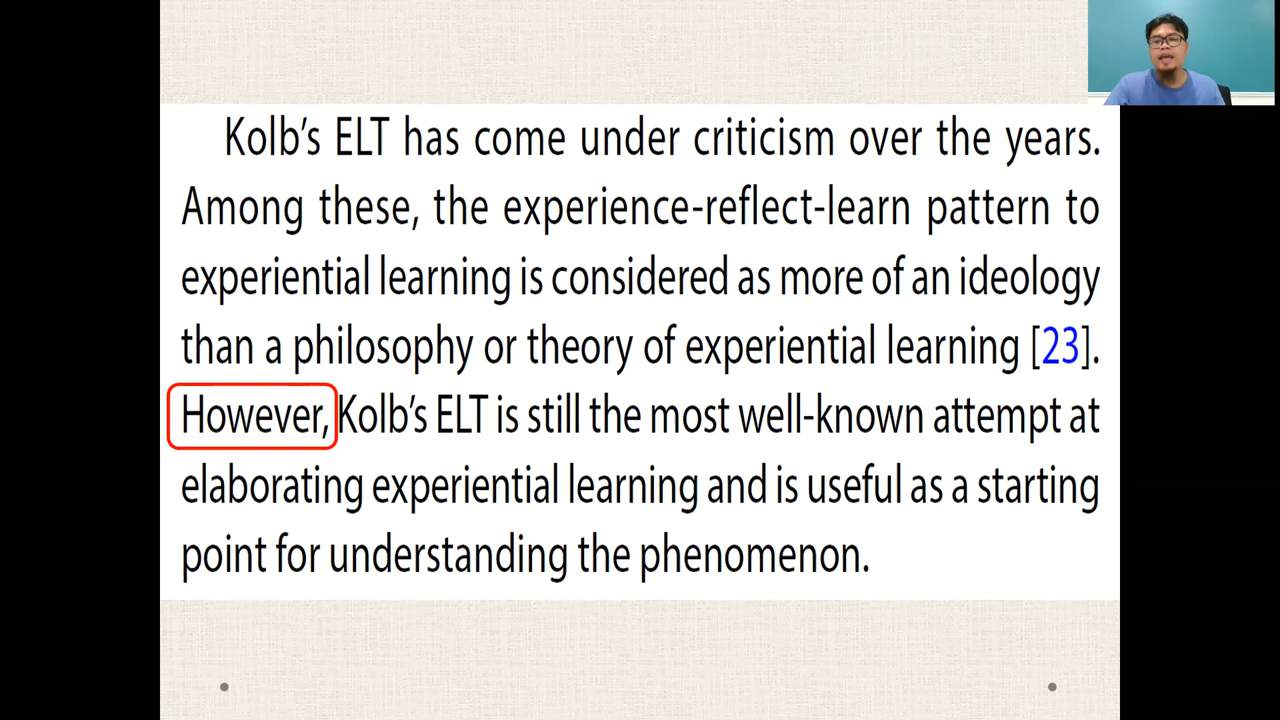 Kolb’s ELT has come under criticism over the years.
Among these, the experience-reflect-learn pattern to
experiential learning is considered as more of an ideology
than a philosophy or theory of experiential learning [23].
However, Kolb’s ELT is still the most well-known attempt at
elaborating experiential learning and is useful as a starting
point for understanding the phenomenon.